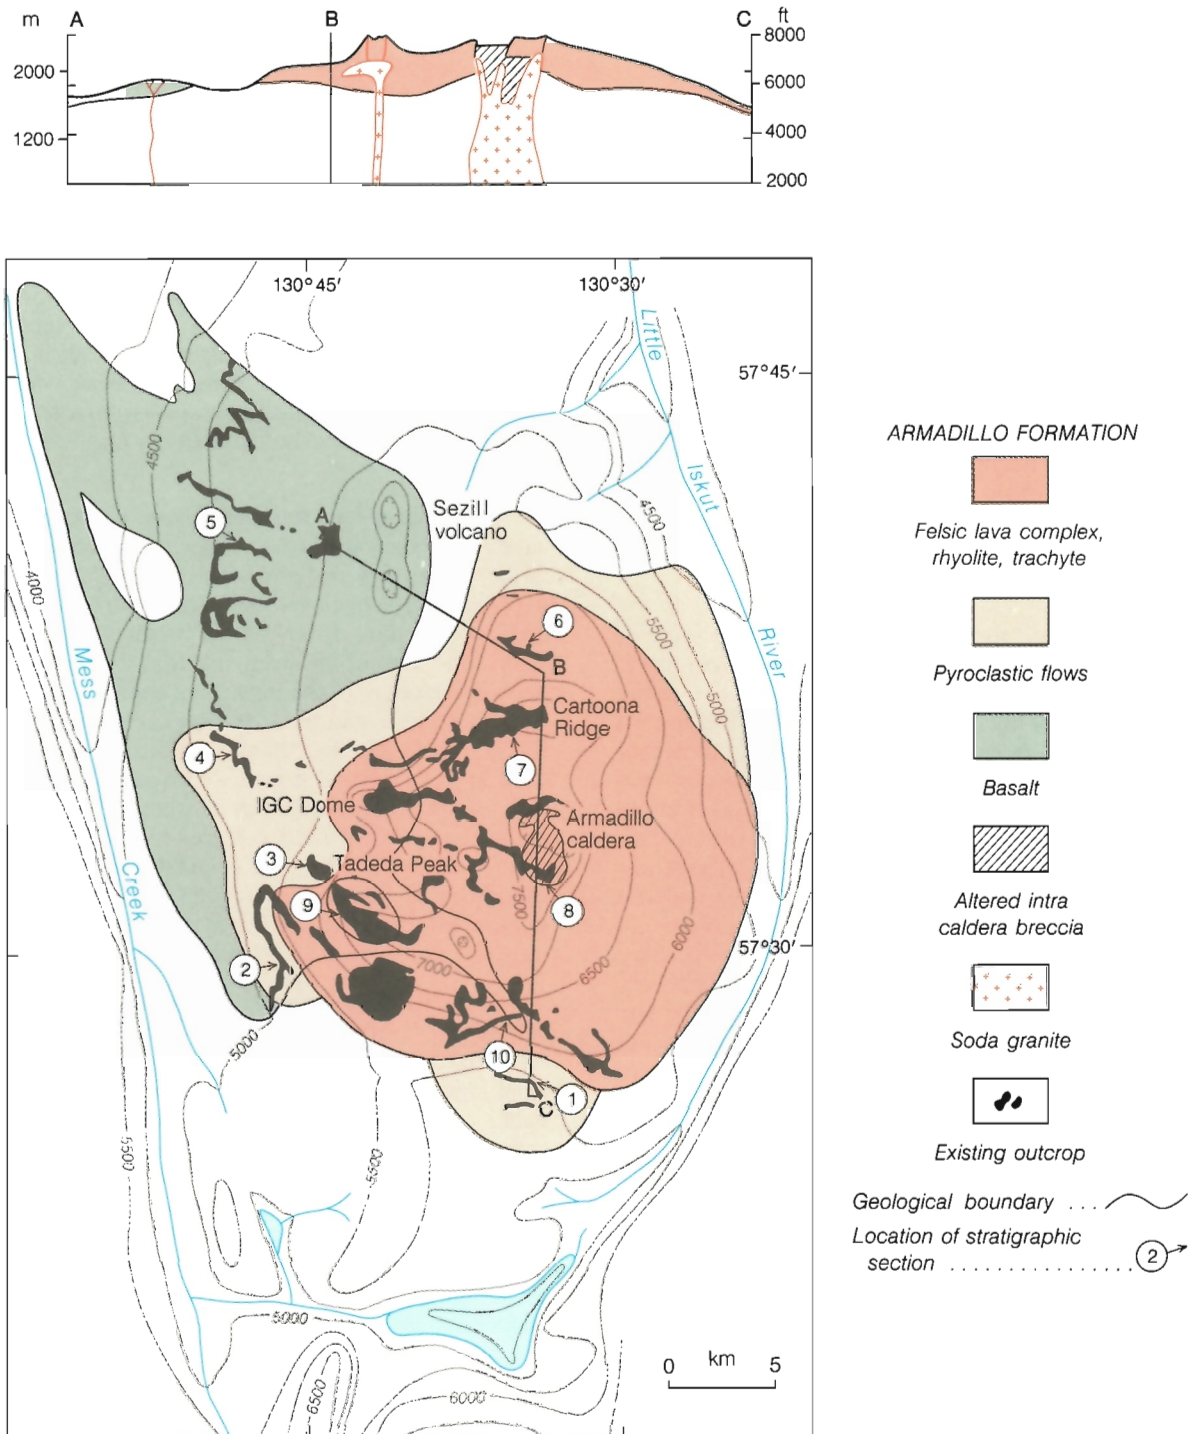 m A B C ft
8000
2000
6000
4000
1200
2000
130°45'
130°30'
Little
57°45'
4500
Iskut
4500
A
Sezill
volcano
5
4000
River
5500
5000
6
B
Mess
Cartoona
Ridge
4
7
IGC Dome
Armadillo
caldera
3
Tadeda Peak
Creek
9
7500
8
6000
57°30'
2
7000
6500
5000
10
1
C
5500
5500
5000
6500
6000
0 km 5
ARMADILLO FORMATION
Felsic lava complex,
rhyolite, trachyte
Pyroclastic flows
Basalt
Altered intra
caldera breccia
Soda granite
Existing outcrop
Geological boundary ...
Location of stratigraphic
section ................ 2